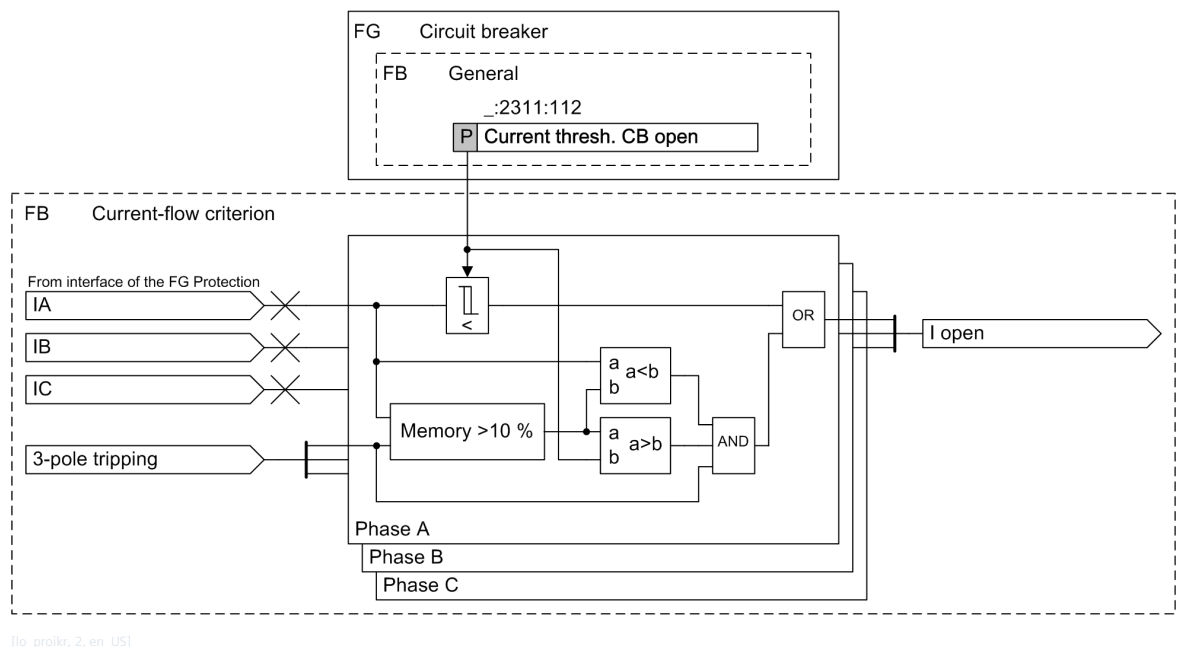 FG Circuit breaker
FB General
_:2311:112
P Current thresh. CB open
FB Current-flow criterion
From interface of the FG Protection
IA
IB
IC
3-pole tripping
<
OR
a
b
a<b
Memory >10 %
a
b
a>b
AND
I open
Phase A
Phase B
Phase C
[lo_proikr, 2, en_US]